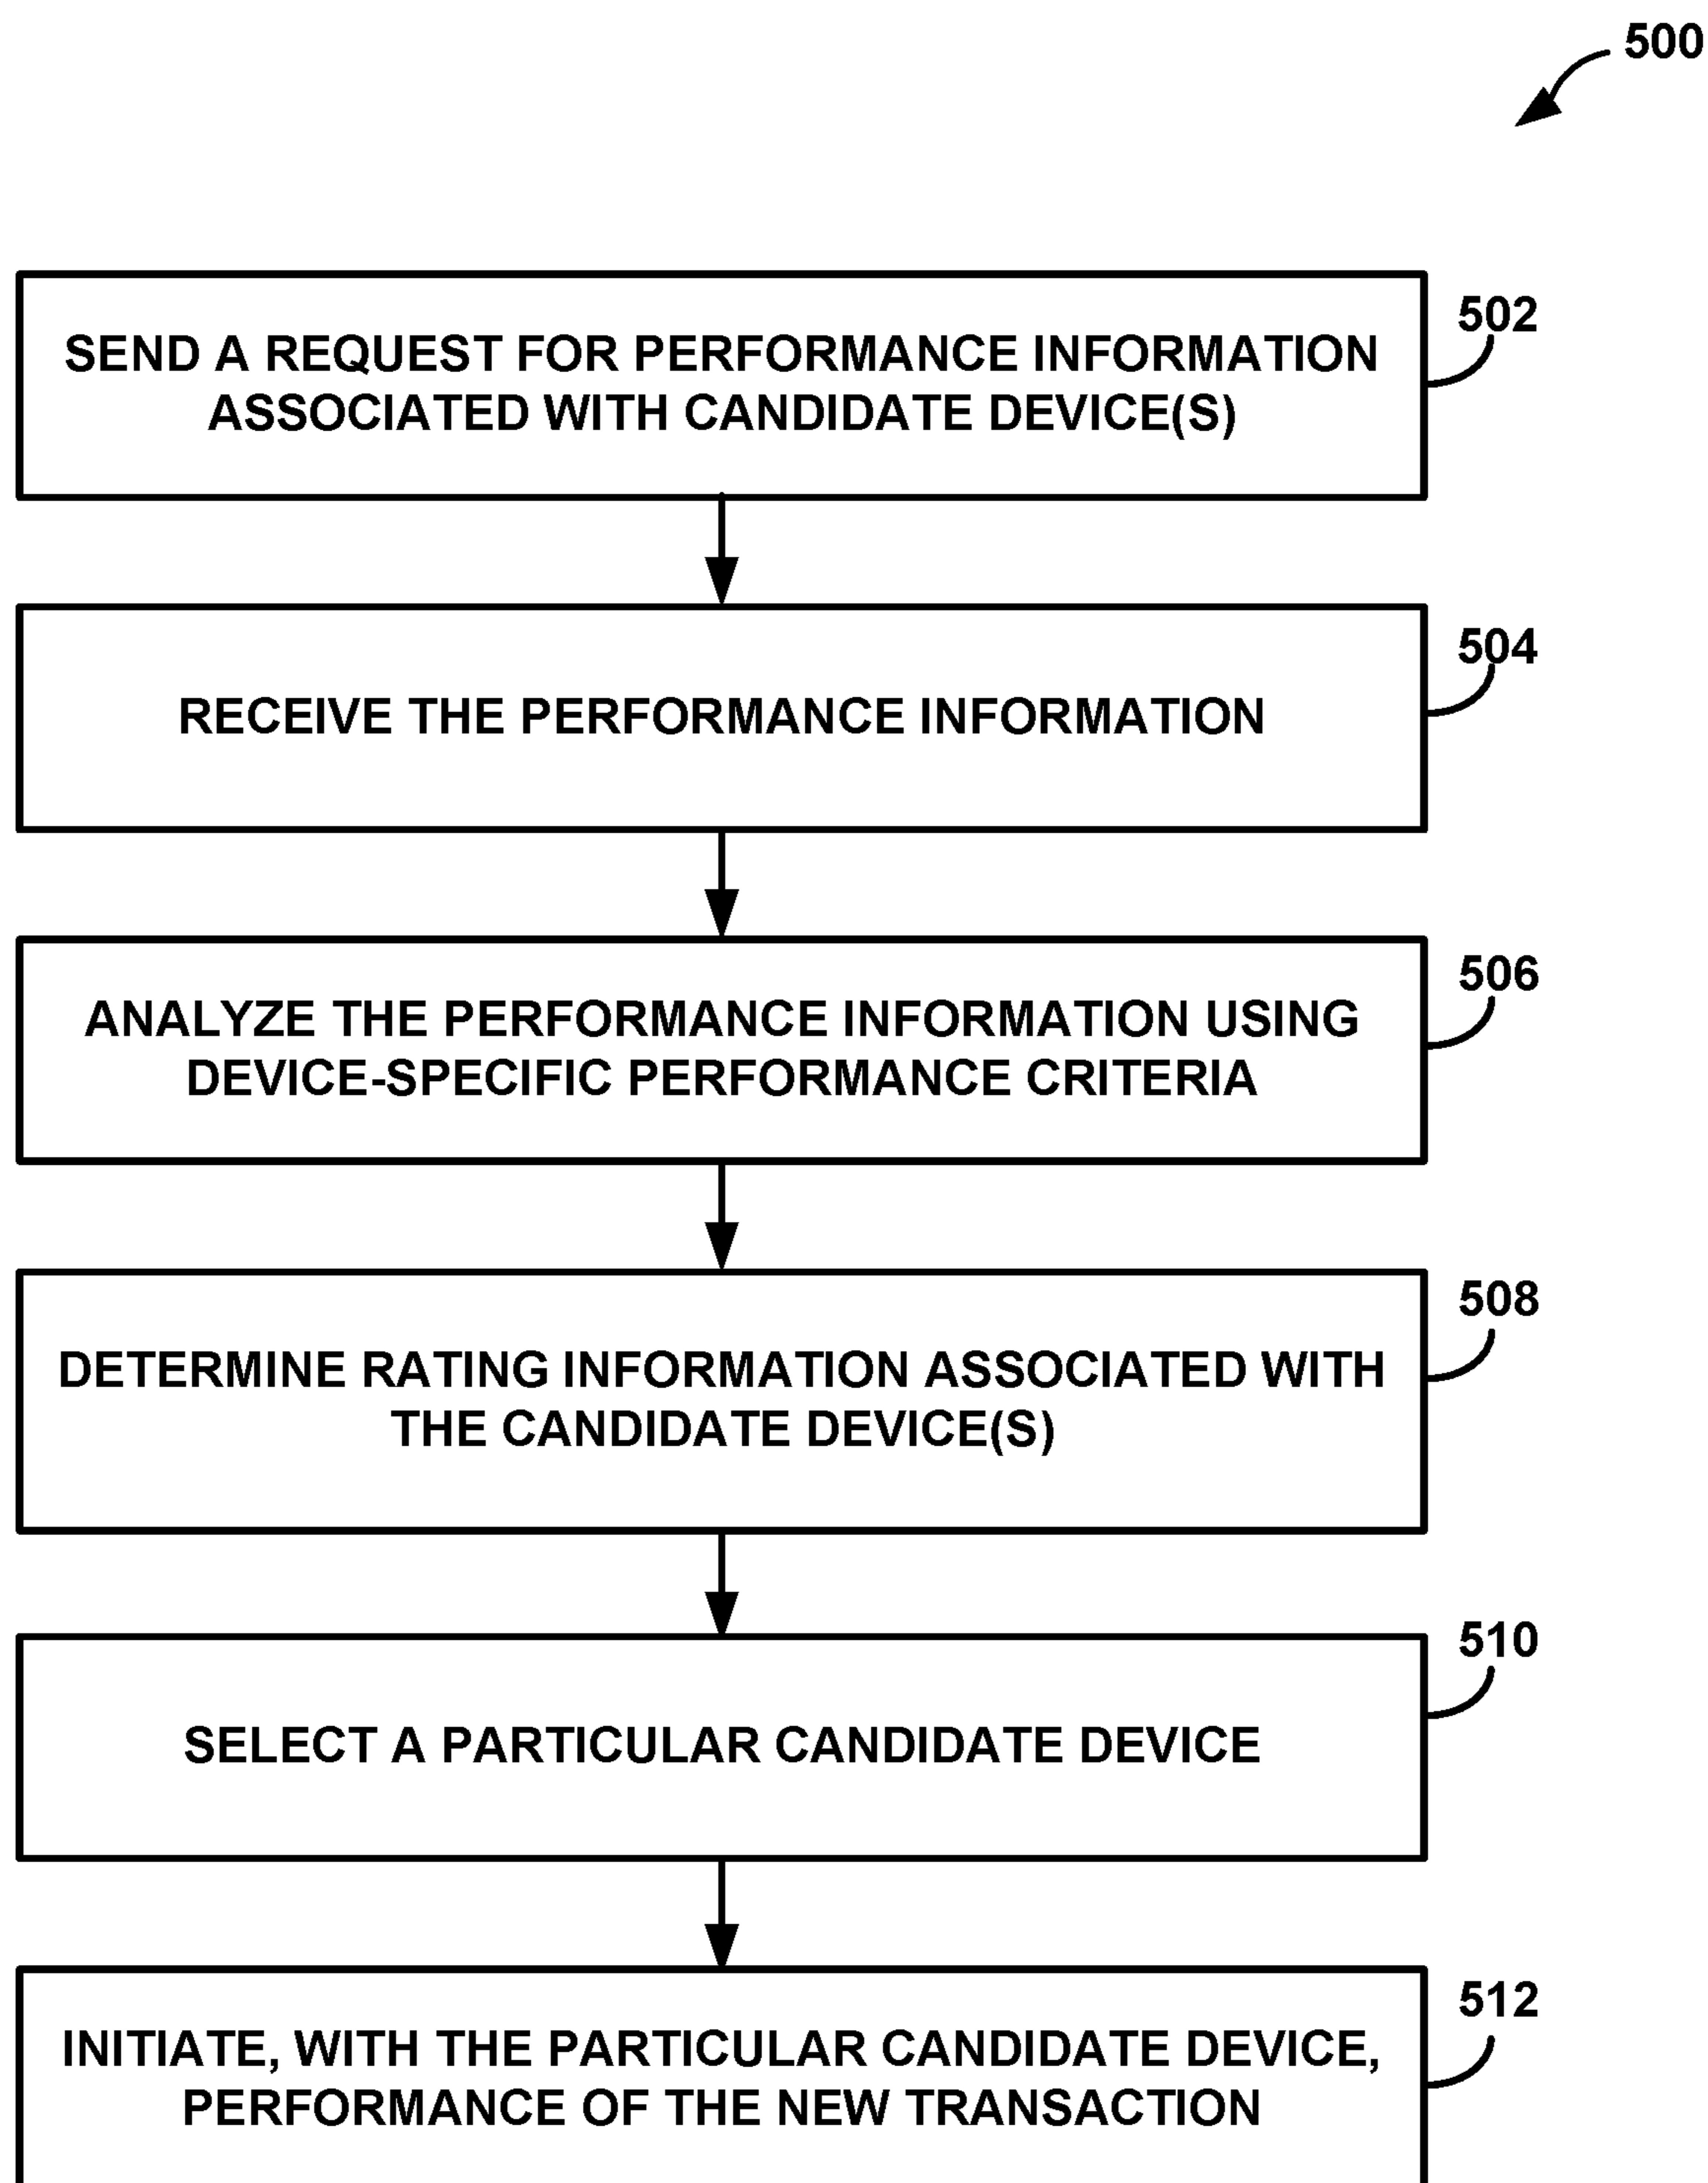 500
SEND A REQUEST FOR PERFORMANCE INFORMATION
ASSOCIATED WITH CANDIDATE DEVICE(S)
502
RECEIVE THE PERFORMANCE INFORMATION
504
ANALYZE THE PERFORMANCE INFORMATION USING
DEVICE-SPECIFIC PERFORMANCE CRITERIA
506
DETERMINE RATING INFORMATION ASSOCIATED WITH
THE CANDIDATE DEVICE(S)
508
SELECT A PARTICULAR CANDIDATE DEVICE
510
INITIATE, WITH THE PARTICULAR CANDIDATE DEVICE,
PERFORMANCE OF THE NEW TRANSACTION
512